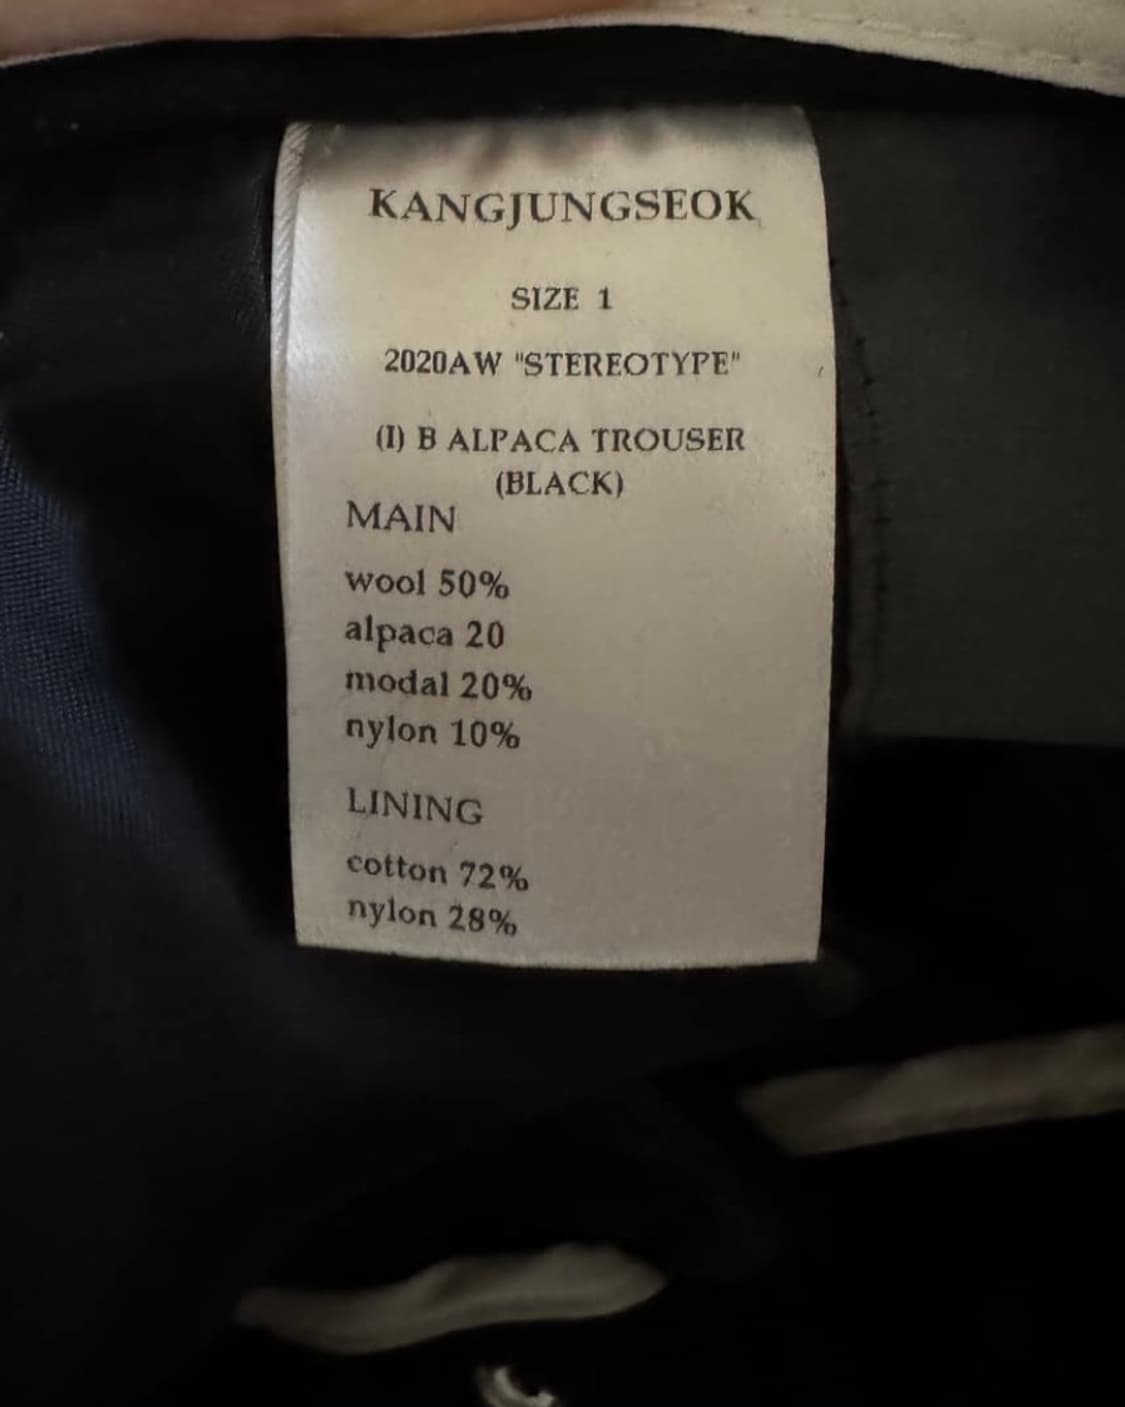 KANGJUNGSEOK
SIZE 1
2020AW "STEREOTYPE"
(I) B ALPACA TROUSER
(BLACK)
MAIN
wool 50%
alpaca 20
modal 20%
nylon 10%
LINING
cotton 72%
nylon 28%